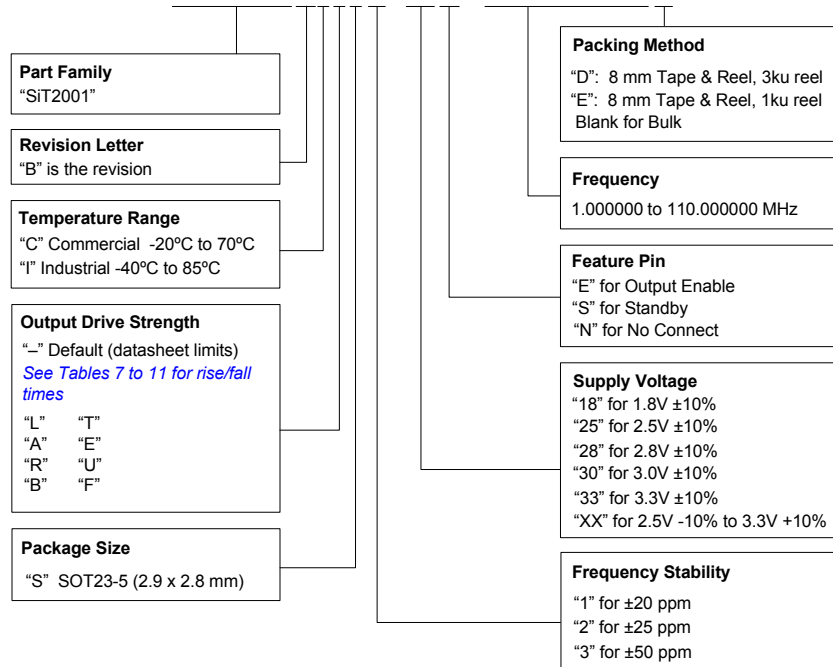 Part Family
“SiT2001”
Revision Letter
“B” is the revision
Temperature Range
“C” Commercial -20ºC to 70ºC
“I” Industrial -40ºC to 85ºC
Output Drive Strength
“–” Default (datasheet limits)
See Tables 7 to 11 for rise/fall
times
“L” “T”
“A” “E”
“R” “U”
“B” “F”
Package Size
“S” SOT23-5 (2.9 x 2.8 mm)
Packing Method
“D”: 8 mm Tape & Reel, 3ku reel
“E”: 8 mm Tape & Reel, 1ku reel
Blank for Bulk
Frequency
1.000000 to 110.000000 MHz
Feature Pin
“E” for Output Enable
“S” for Standby
“N” for No Connect
Supply Voltage
“18” for 1.8V ±10%
“25” for 2.5V ±10%
“28” for 2.8V ±10%
“30” for 3.0V ±10%
“33” for 3.3V ±10%
“XX” for 2.5V -10% to 3.3V +10%
Frequency Stability
“1” for ±20 ppm
“2” for ±25 ppm
“3” for ±50 ppm